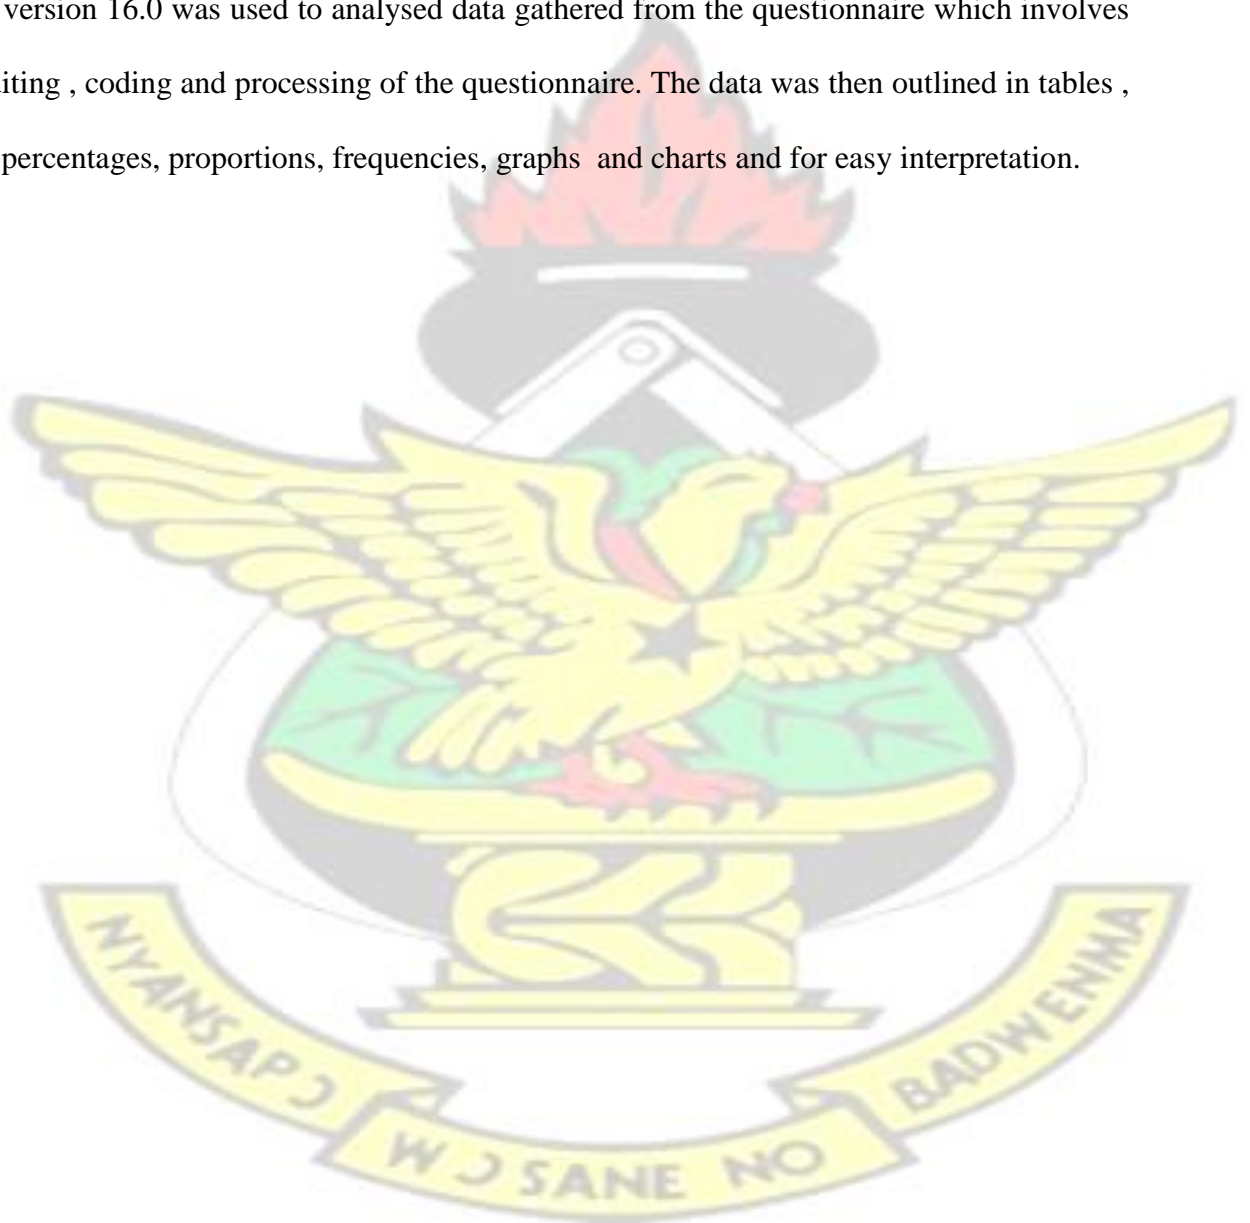 version 16.0 was used to analysed data gathered from the questionnaire which involves
iting , coding and processing of the questionnaire. The data was then outlined in tables ,
percentages, proportions, frequencies, graphs  and charts and for easy interpretation.
NYANSAPƆ
WƆ SANE NO
BADWENMA